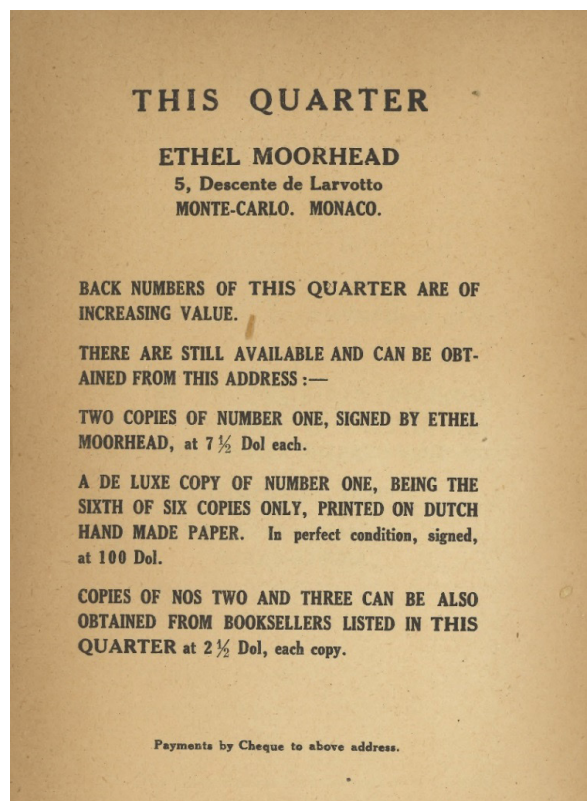 THIS QUARTER
ETHEL MOORHEAD
5, Descente de Larvotto
MONTE-CARLO. MONACO.
BACK NUMBERS OF THIS QUARTER ARE OF
INCREASING VALUE.
THERE ARE STILL AVAILABLE AND CAN BE OBT-
AINED FROM THIS ADDRESS :—
TWO COPIES OF NUMBER ONE, SIGNED BY ETHEL
MOORHEAD, at 7 ½ Dol each.
A DE LUXE COPY OF NUMBER ONE, BEING THE
SIXTH OF SIX COPIES ONLY, PRINTED ON DUTCH
HAND MADE PAPER. In perfect condition, signed,
at 100 Dol.
COPIES OF NOS TWO AND THREE CAN BE ALSO
OBTAINED FROM BOOKSELLERS LISTED IN THIS
QUARTER at 2 ½ Dol, each copy.
Payments by Cheque to above address.